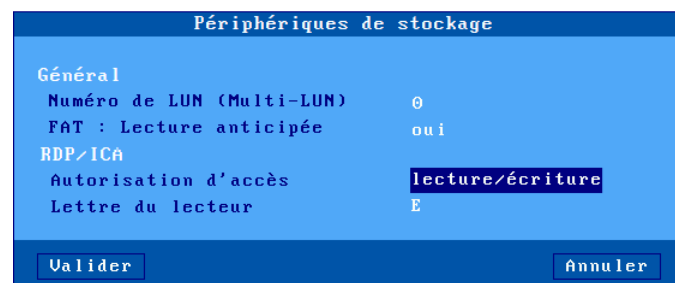 Périphériques de stockage
Général
Numéro de LUN (Multi-LUN) 0
FAT : Lecture anticipée oui
RDP/ICA
Autorisation d'accès lecture/écriture
Lettre du lecteur E
Valider Annuler